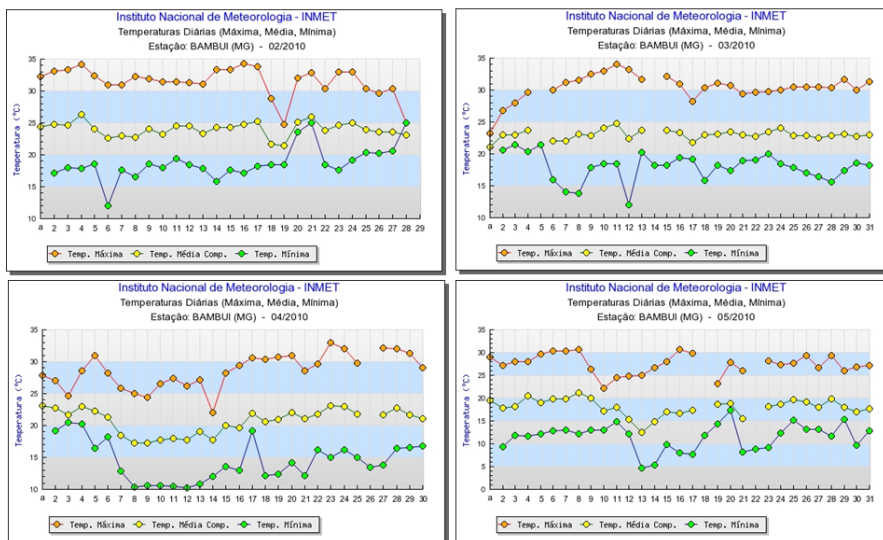 Instituto Nacional de Meteorologia - INMET
Temperaturas Diárias (Máxima, Média, Mínima)
Estação: BAMBUI (MG) - 02/2010
Temperatura (°C)
35
30
25
20
15
10
a 2 3 4 5 6 7 8 9 10 11 12 13 14 15 16 17 18 19 20 21 22 23 24 25 26 27 28 29
Temp. Máxima Temp. Média Comp. Temp. Mínima
Instituto Nacional de Meteorologia - INMET
Temperaturas Diárias (Máxima, Média, Mínima)
Estação: BAMBUI (MG) - 03/2010
Temperatura (°C)
35
30
25
20
15
10
a 2 3 4 5 6 7 8 9 10 11 12 13 14 15 16 17 18 19 20 21 22 23 24 25 26 27 28 29 30 31
Temp. Máxima Temp. Média Comp. Temp. Mínima
Instituto Nacional de Meteorologia - INMET
Temperaturas Diárias (Máxima, Média, Mínima)
Estação: BAMBUI (MG) - 04/2010
Temperatura (°C)
35
30
25
20
15
10
a 2 3 4 5 6 7 8 9 10 11 12 13 14 15 16 17 18 19 20 21 22 23 24 25 26 27 28 29 30
Temp. Máxima Temp. Média Comp. Temp. Mínima
Instituto Nacional de Meteorologia - INMET
Temperaturas Diárias (Máxima, Média, Mínima)
Estação: BAMBUI (MG) - 05/2010
Temperatura (°C)
35
30
25
20
15
10
5
0
a 2 3 4 5 6 7 8 9 10 11 12 13 14 15 16 17 18 19 20 21 22 23 24 25 26 27 28 29 30 31
Temp. Máxima Temp. Média Comp. Temp. Mínima